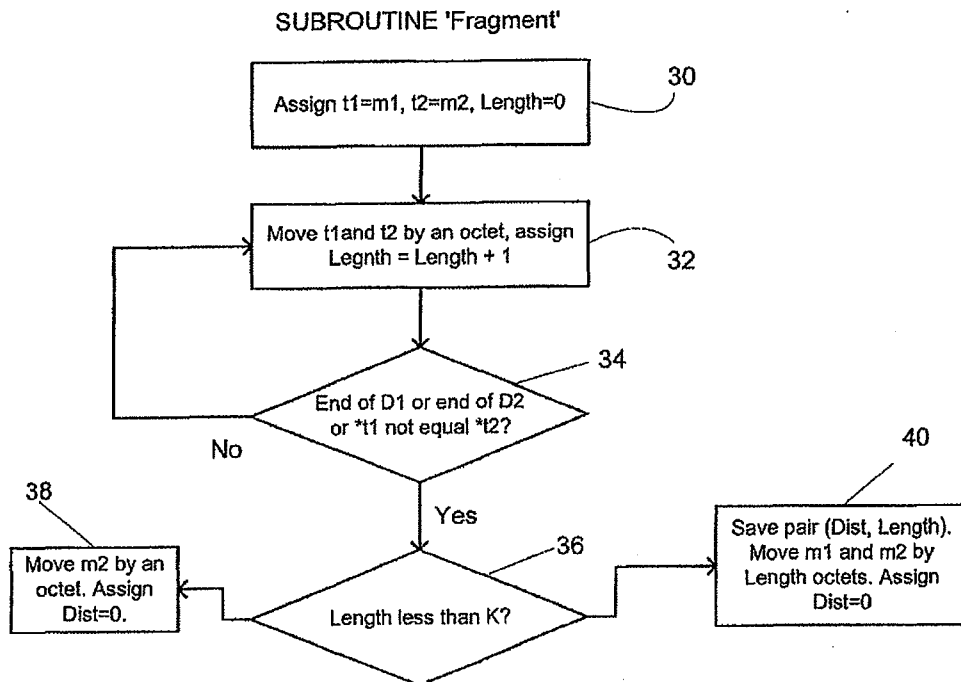 SUBROUTINE 'Fragment'
30
Assign t1=m1, t2=m2, Length=0
Move t1and t2 by an octet, assign
Legnth = Length + 1
32
34
End of D1 or end of D2
or *t1 not equal *t2?
No
40
38
Yes
Save pair (Dist, Length).
Move m1 and m2 by
Length octets. Assign
Dist=0
36
Move m2 by an
octet. Assign
Dist=0.
Length less than K?